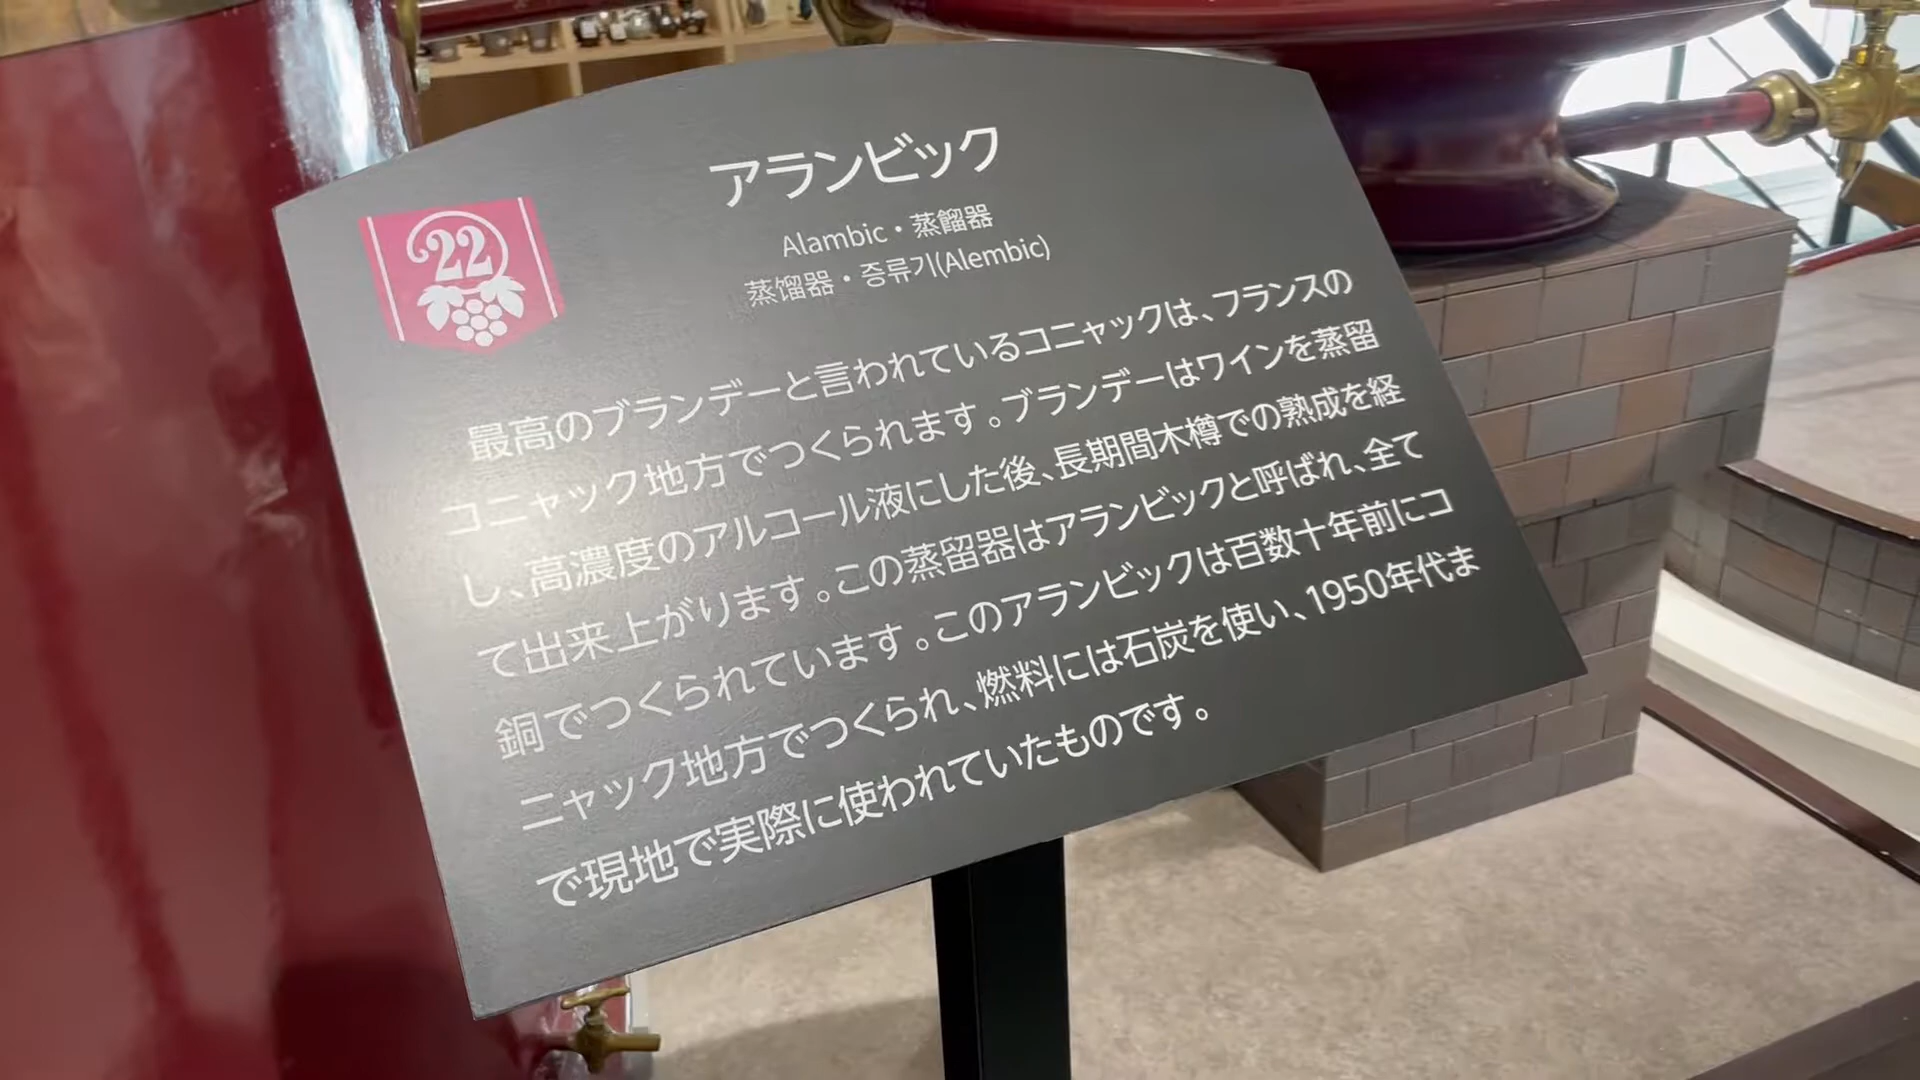 アランビック
22
Alambic・蒸餾器
蒸馏器・증류기(Alembic)
最高のブランデーと言われているコニャックは、フランスの
コニャック地方でつくられます。ブランデーはワインを蒸留
し、高濃度のアルコール液にした後、長期間木樽での熟成を経
て出来上がります。この蒸留器はアランビックと呼ばれ、全て
銅でつくられています。このアランビックは百数十年前にコ
ニャック地方でつくられ、燃料には石炭を使い、1950年代ま
で現地で実際に使われていたものです。